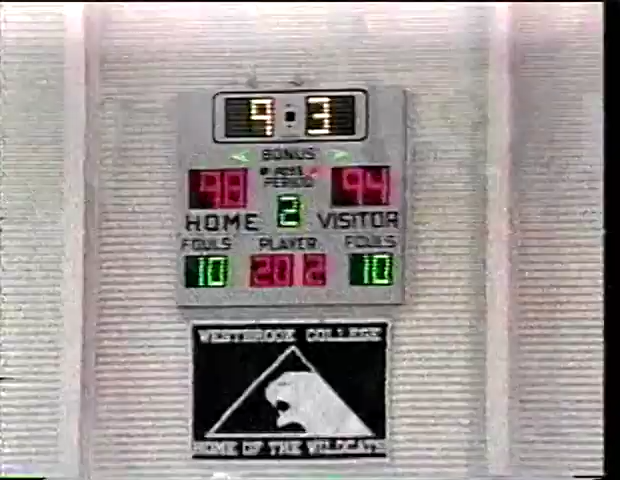 9:3
BONUS
PERIOD
98 2 94
HOME VISITOR
FOULS PLAYER FOULS
10 20 2 10
WESTBROOK COLLEGE
HOME OF THE WILDCATS